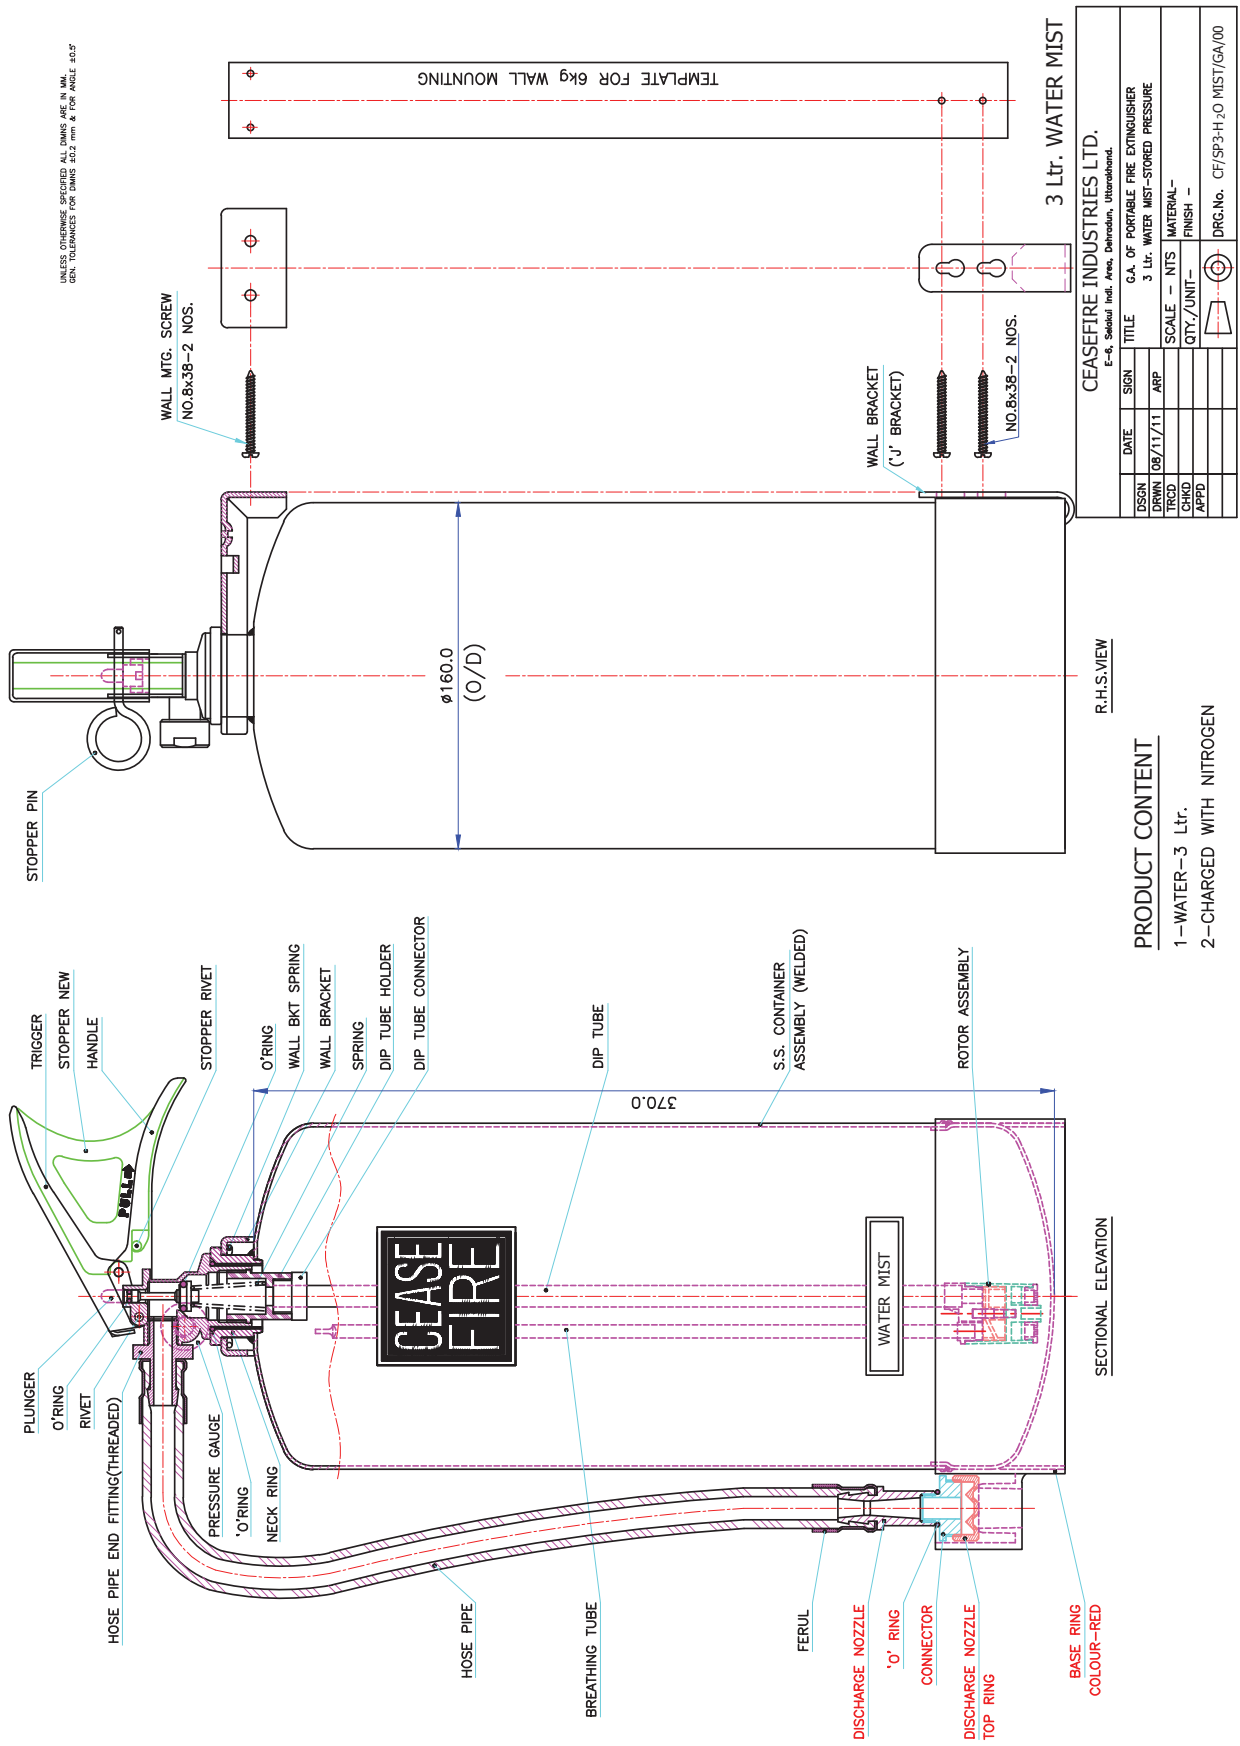 UNLESS OTHERWISE SPECIFIED ALL DIMNS ARE IN MM.
GEN. TOLERANCES FOR DIMNS ±0.2 mm & FOR ANGLE ±0.5°
TRIGGER
STOPPER NEW
HANDLE
STOPPER RIVET
O'RING
WALL BKT SPRING
WALL BRACKET
SPRING
DIP TUBE HOLDER
DIP TUBE CONNECTOR
DIP TUBE
S.S. CONTAINER
ASSEMBLY (WELDED)
ROTOR ASSEMBLY
PLUNGER
O'RING
RIVET
HOSE PIPE END FITTING(THREADED)
PRESSURE GAUGE
'O'RING
NECK RING
HOSE PIPE
BREATHING TUBE
FERUL
DISCHARGE NOZZLE
'O' RING
CONNECTOR
DISCHARGE NOZZLE
TOP RING
BASE RING
COLOUR-RED
PULL
370.0
CEASE
FIRE
WATER MIST
SECTIONAL ELEVATION
STOPPER PIN
ø160.0
(O/D)
R.H.S.VIEW
WALL MTG. SCREW
NO.8x38-2 NOS.
WALL BRACKET
('J' BRACKET)
NO.8x38-2 NOS.
TEMPLATE FOR 6kg WALL MOUNTING
PRODUCT CONTENT
1-WATER-3 Ltr.
2-CHARGED WITH NITROGEN
3 Ltr. WATER MIST
CEASEFIRE INDUSTRIES LTD.
E-6, Selakui Indl. Area, Dehradun, Uttarakhand.
DATE SIGN
DSGN
DRWN 08/11/11 ARP
TRCD
CHKD
APPD
TITLE G.A. OF PORTABLE FIRE EXTINGUISHER
3 Ltr. WATER MIST-STORED PRESSURE
SCALE - NTS MATERIAL-
QTY./UNIT- FINISH -
DRG.No. CF/SP3-H2O MIST/GA/00